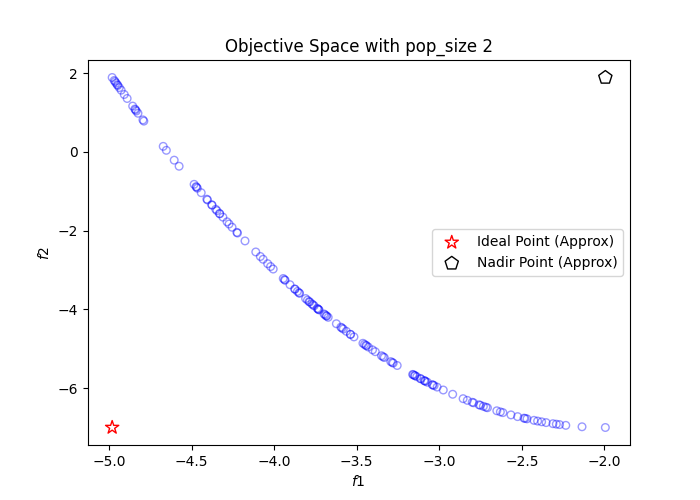 Objective Space with pop_size 2
2
0
−2
−4
−6
f2
Ideal Point (Approx)
Nadir Point (Approx)
−5.0 −4.5 −4.0 −3.5 −3.0 −2.5 −2.0
f1